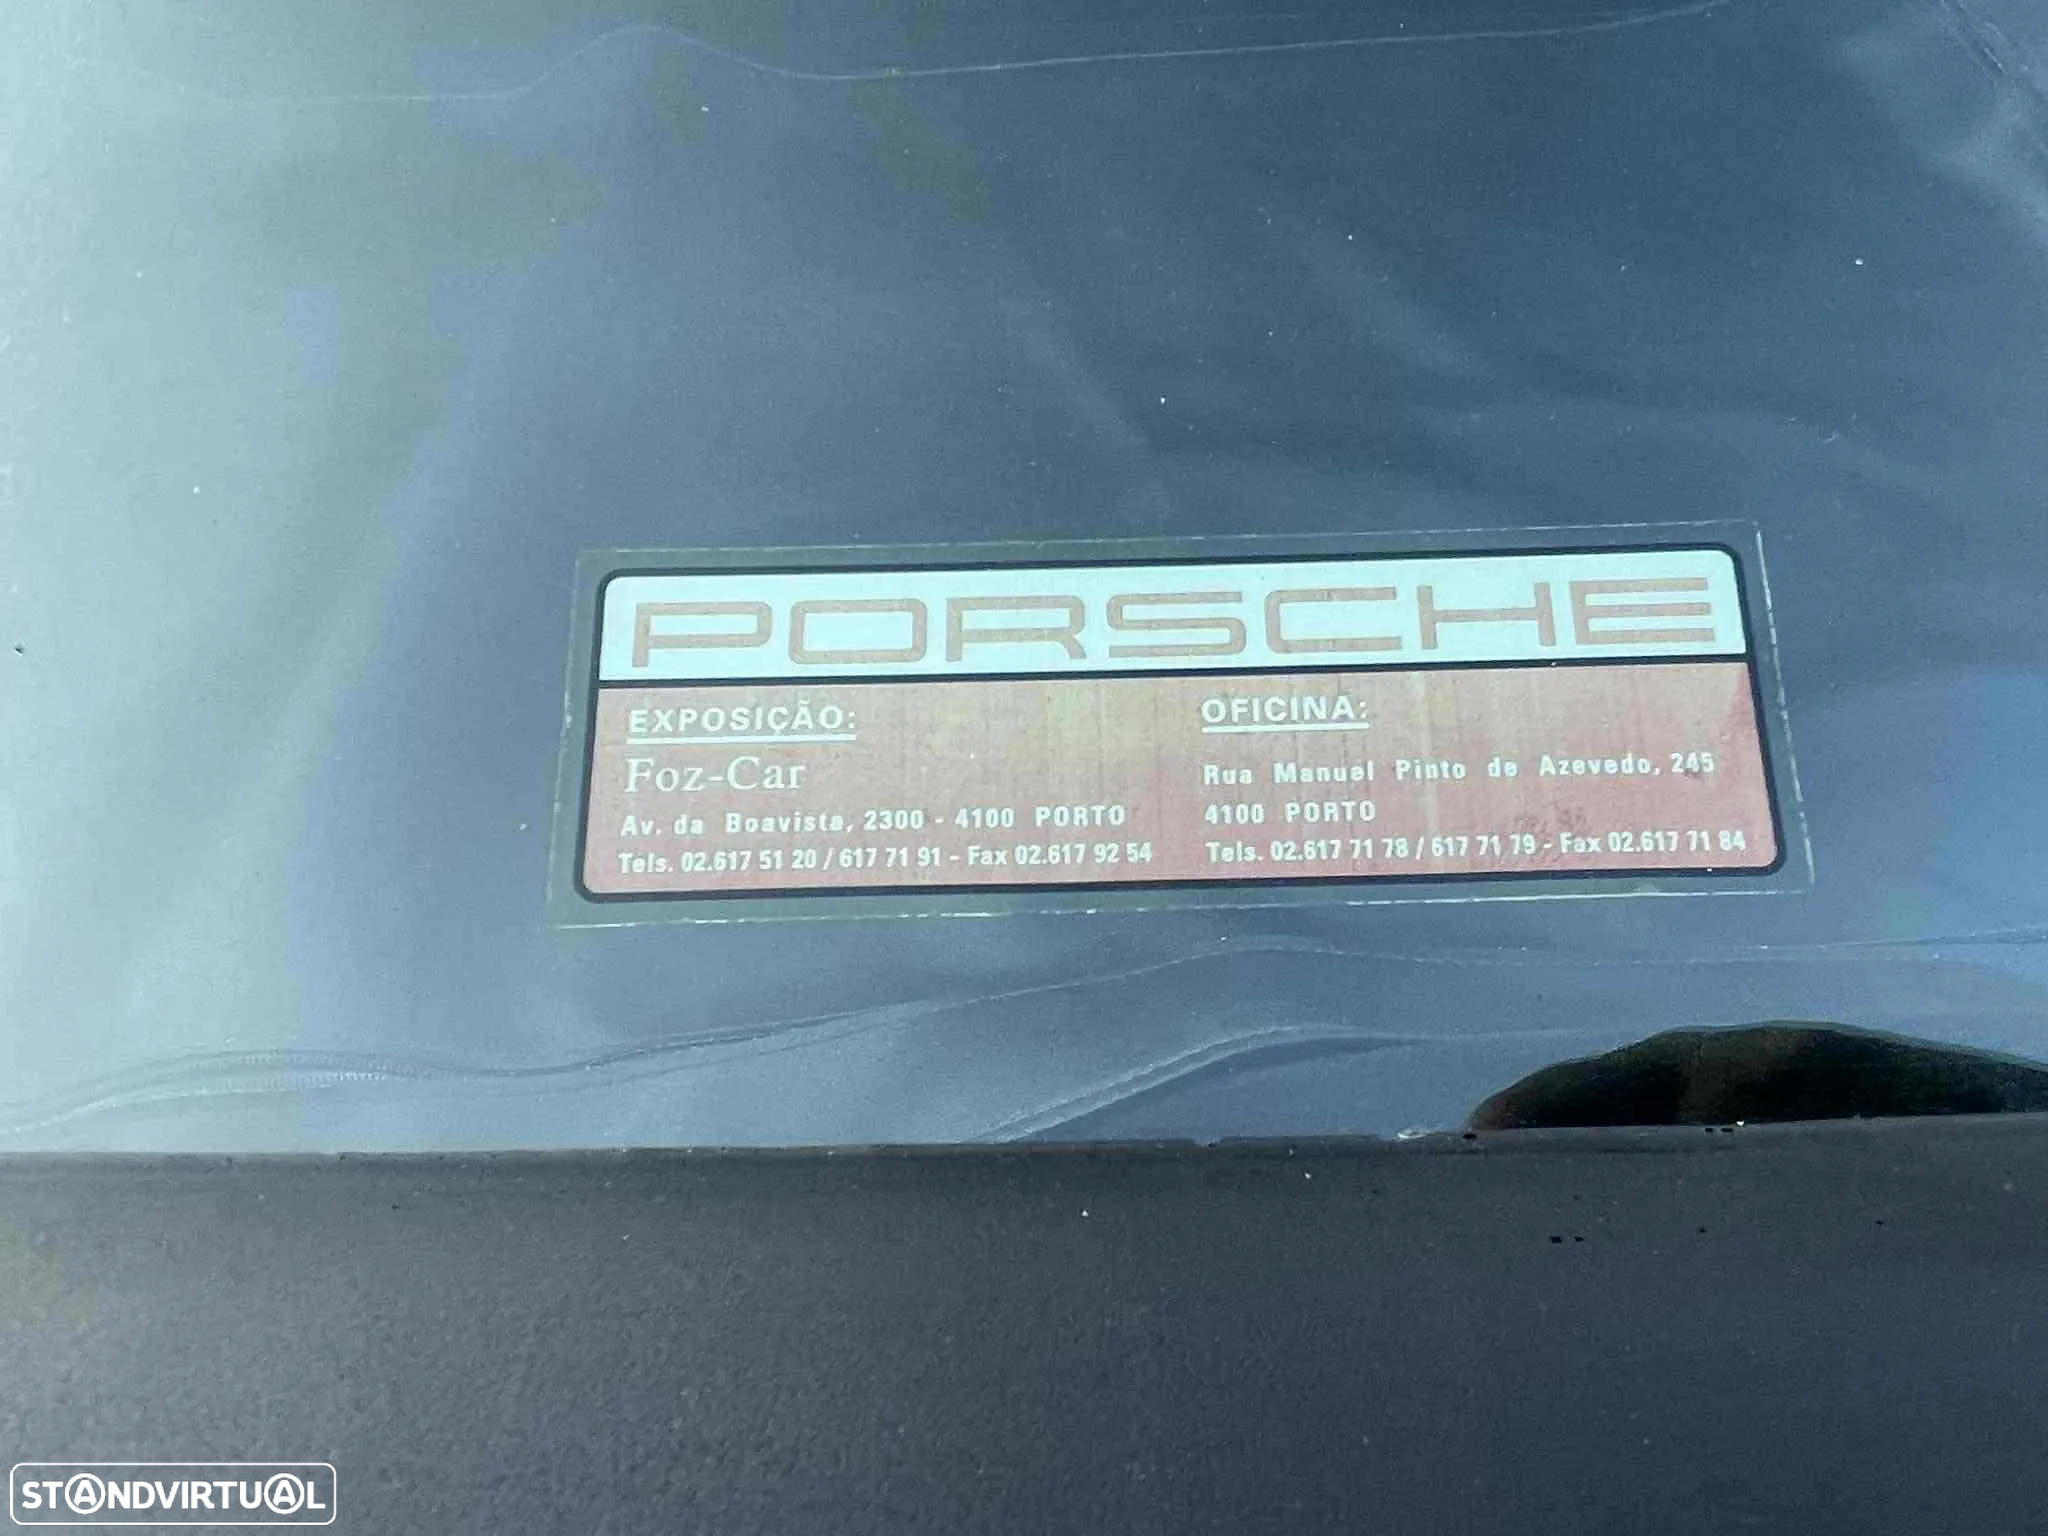 PORSCHE
EXPOSIÇÃO:
Foz-Car
Av. da Boavista, 2300 - 4100 PORTO
Tels. 02.617 51 20 / 617 71 91 - Fax 02.617 92 54
OFICINA:
Rua Manuel Pinto de Azevedo, 245
4100 PORTO
Tels. 02.617 71 78 / 617 71 79 - Fax 02.617 71 84
STANDVIRTUAL